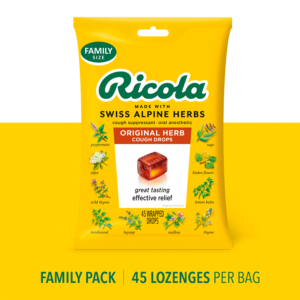 FAMILY
SIZE
Ricola
MADE WITH
SWISS ALPINE HERBS
cough suppressant · oral anesthetic
ORIGINAL HERB
COUGH DROPS
peppermint
sage
elder
linden flower
wild thyme
lemon balm
horehound
hyssop
mallow
thyme
great tasting
effective relief
45 WRAPPED
DROPS
FAMILY PACK | 45 LOZENGES PER BAG